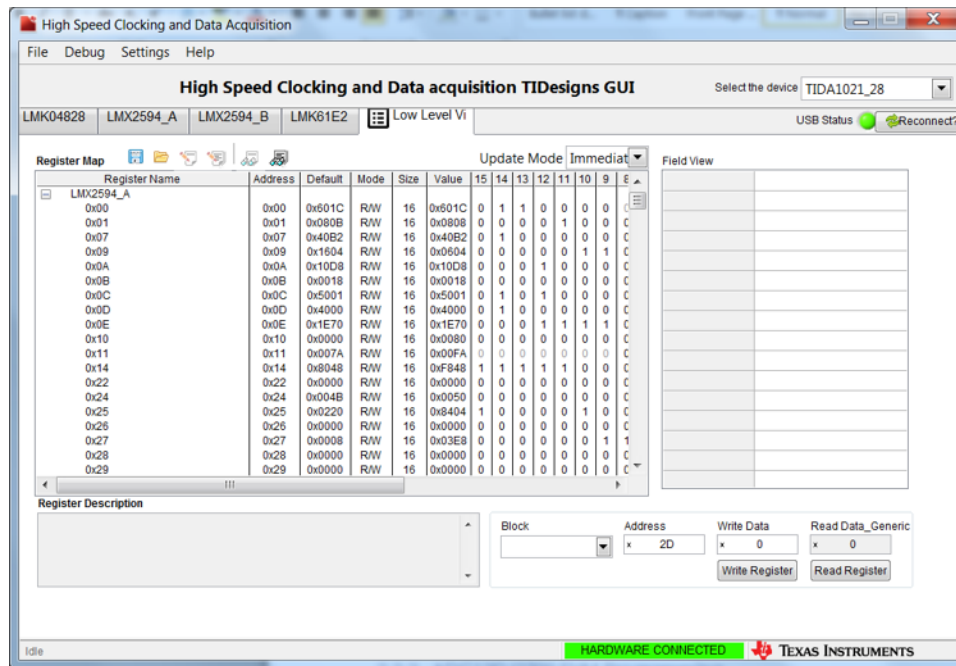 High Speed Clocking and Data Acquisition
File Debug Settings Help
High Speed Clocking and Data acquisition TIDesigns GUI
Select the device TIDA1021_28
LMK04828 LMX2594_A LMX2594_B LMK61E2 Low Level Vi
USB Status Reconnect?
Register Map Update Mode Immediat Field View
Register Name Address Default Mode Size Value 15 14 13 12 11 10 9
LMX2594_A
0x00 0x00 0x601C R/W 16 0x601C 0 1 1 0 0 0 0
0x01 0x01 0x080B R/W 16 0x0808 0 0 0 0 1 0 0
0x07 0x07 0x40B2 R/W 16 0x40B2 0 1 0 0 0 0 0
0x09 0x09 0x1604 R/W 16 0x0604 0 0 0 0 0 1 1
0x0A 0x0A 0x10D8 R/W 16 0x10D8 0 0 0 1 0 0 0
0x0B 0x0B 0x0018 R/W 16 0x0018 0 0 0 0 0 0 0
0x0C 0x0C 0x5001 R/W 16 0x5001 0 1 0 1 0 0 0
0x0D 0x0D 0x4000 R/W 16 0x4000 0 1 0 0 0 0 0
0x0E 0x0E 0x1E70 R/W 16 0x1E70 0 0 0 1 1 1 1
0x10 0x10 0x0000 R/W 16 0x0080 0 0 0 0 0 0 0
0x11 0x11 0x007A R/W 16 0x00FA 0 0 0 0 0 0 0
0x14 0x14 0x8048 R/W 16 0xF848 1 1 1 1 1 0 0
0x22 0x22 0x0000 R/W 16 0x0000 0 0 0 0 0 0 0
0x24 0x24 0x004B R/W 16 0x0050 0 0 0 0 0 0 0
0x25 0x25 0x0220 R/W 16 0x8404 1 0 0 0 0 1 0
0x26 0x26 0x0000 R/W 16 0x0000 0 0 0 0 0 0 0
0x27 0x27 0x0008 R/W 16 0x03E8 0 0 0 0 0 0 1 1
0x28 0x28 0x0000 R/W 16 0x0000 0 0 0 0 0 0 0
0x29 0x29 0x0000 R/W 16 0x0000 0 0 0 0 0 0 0
Register Description
Block Address Write Data Read Data_Generic
x 2D x 0 x 0
Write Register Read Register
Idle HARDWARE CONNECTED TEXAS INSTRUMENTS